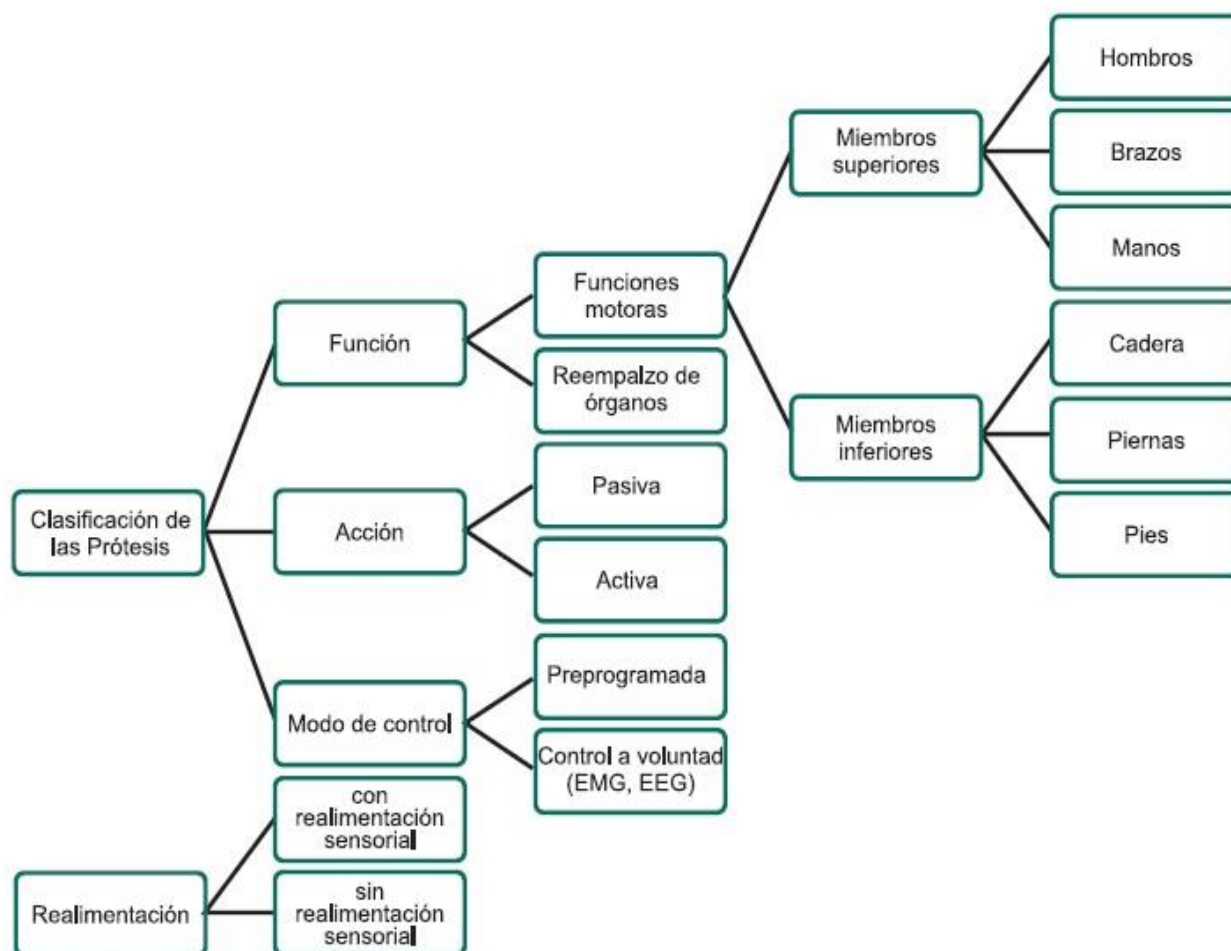 Clasificación de
las Prótesis
Función
Funciones
motoras
Miembros
superiores
Hombros
Brazos
Manos
Miembros
inferiores
Cadera
Piernas
Pies
Reempalzo de
órganos
Acción
Pasiva
Activa
Modo de control
Preprogramada
Control a voluntad
(EMG, EEG)
Realimentación
con
realimentación
sensorial
sin
realimentación
sensorial